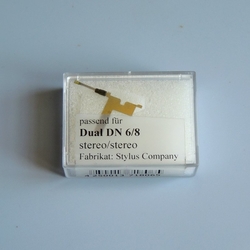 passend für
Dual DN 6/8
stereo/stereo
Fabrikat: Stylus Company